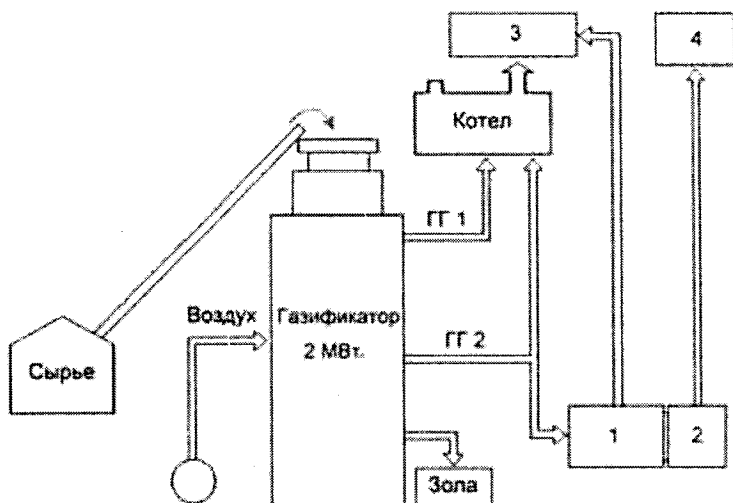 3
4
Котел
ГГ 1
Воздух
Газификатор
2 МВт.
ГГ 2
Сырье
1
2
Зола